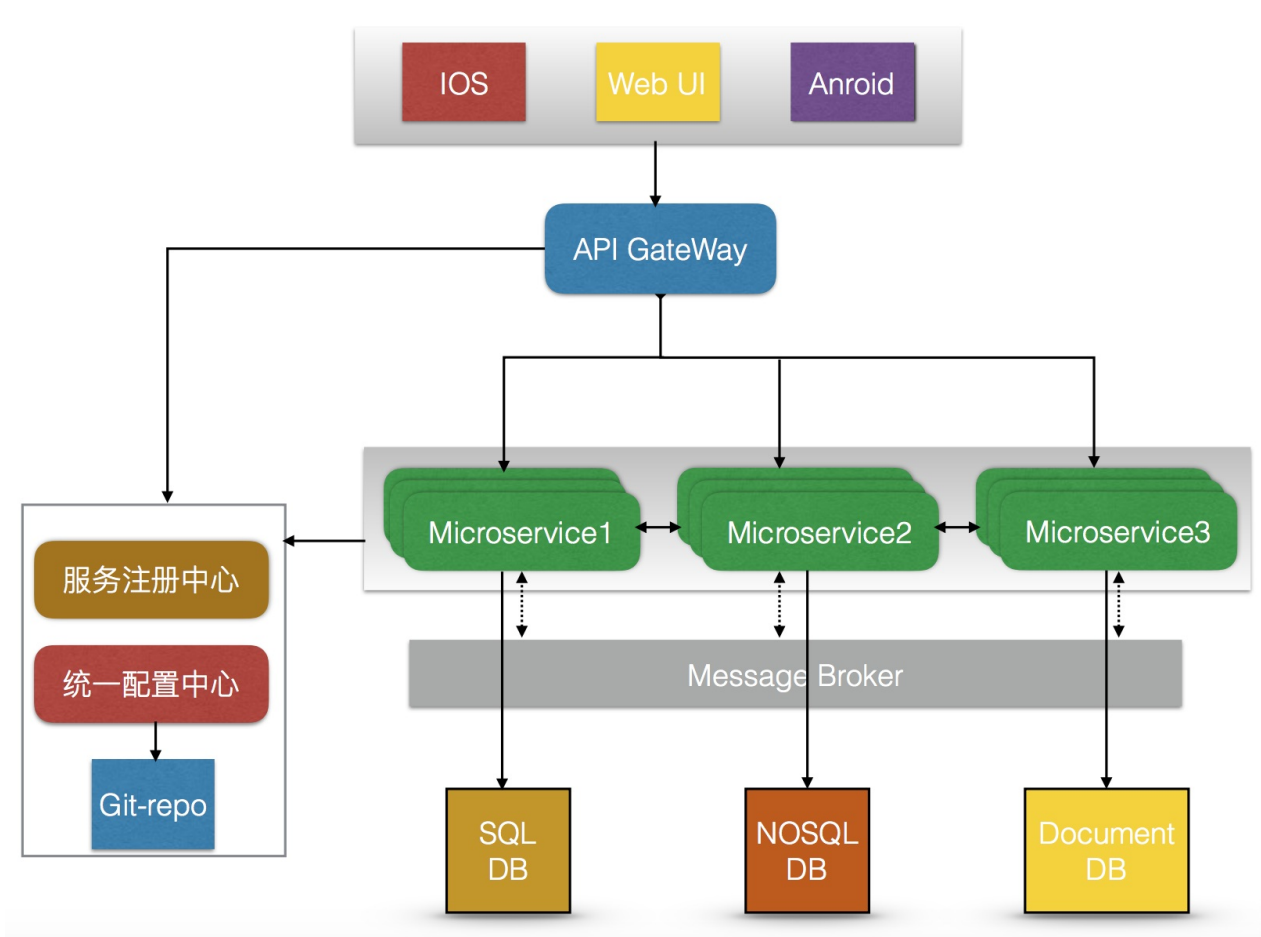 IOS
Web UI
Anroid
API GateWay
Microservice1
Microservice2
Microservice3
服务注册中心
统一配置中心
Message Broker
Git-repo
SQL
DB
NOSQL
DB
Document
DB